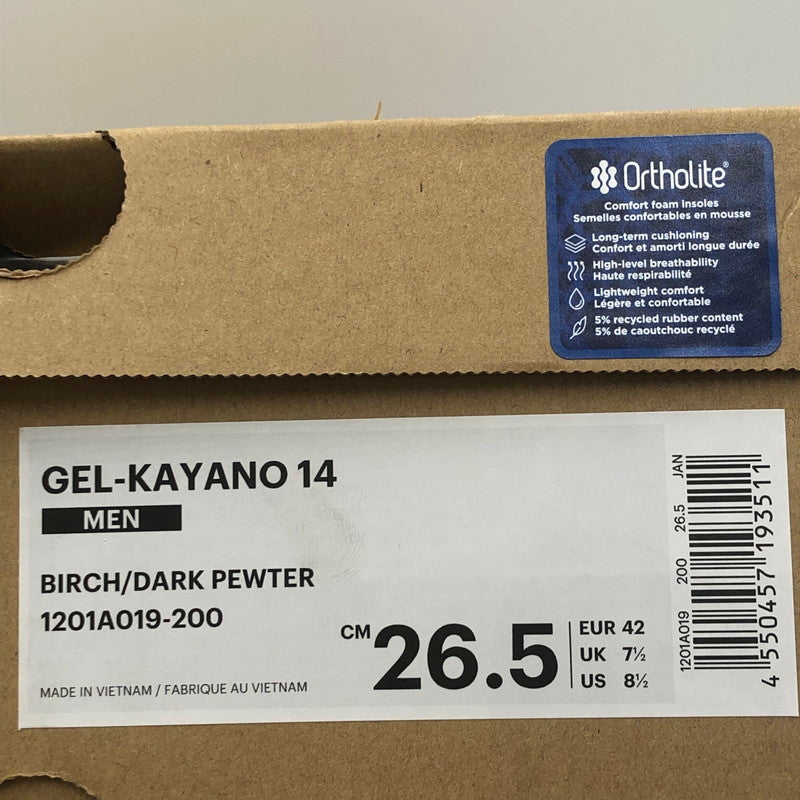 Ortholite®
Comfort foam insoles
Semelles confortables en mousse
Long-term cushioning
Confort et amorti longue durée
High-level breathability
Haute respirabilité
Lightweight comfort
Légère et confortable
5% recycled rubber content
5% de caoutchouc recyclé
GEL-KAYANO 14
MEN
BIRCH/DARK PEWTER
1201A019-200
MADE IN VIETNAM / FABRIQUE AU VIETNAM
CM 26.5
EUR 42
UK 7½
US 8½
1201A019 200 26.5 JAN
4 550457 193511